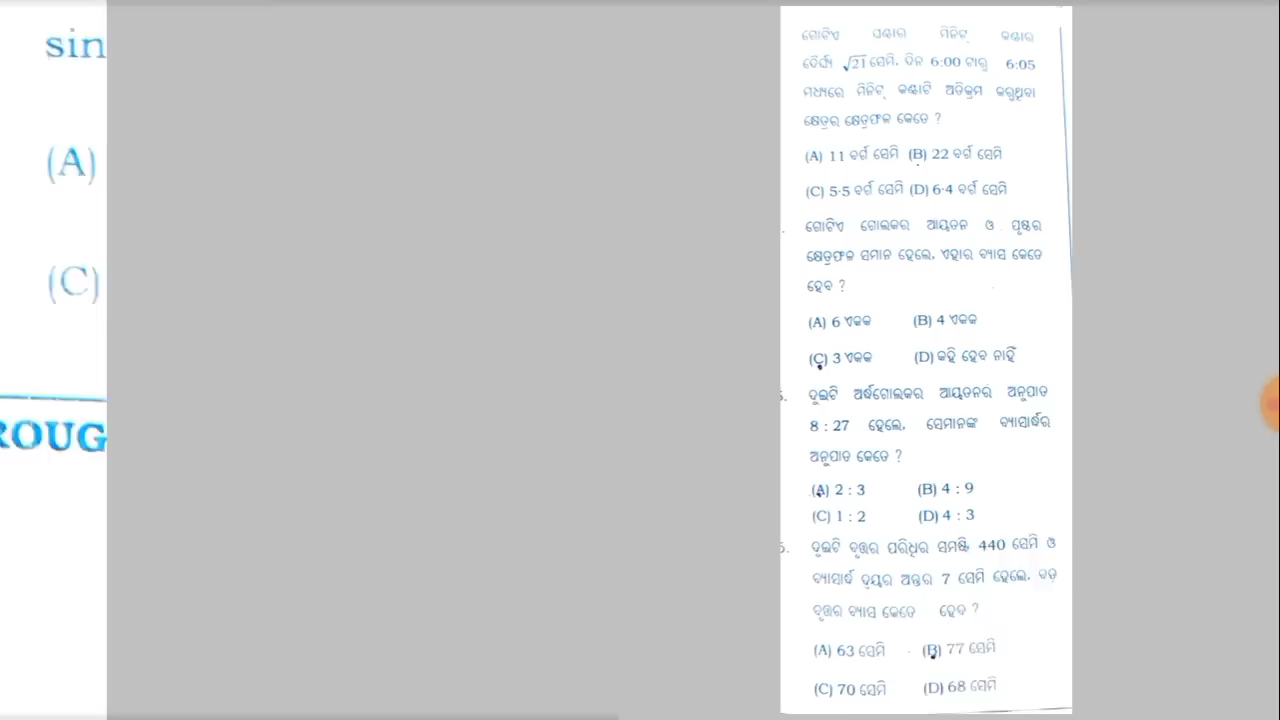 sin
(A)
(C)
ROUG
ଗୋଟିଏ ଘଣ୍ଟାର ମିନିଟ୍ କଣ୍ଟାର
ଦୈର୍ଘ୍ୟ √21 ସେମି. ଦିନ 6:00 ଟାରୁ 6:05
ମଧ୍ୟରେ ମିନିଟ୍ କଣ୍ଟାଟି ଅତିକ୍ରମ କରୁଥିବା
କ୍ଷେତ୍ରର କ୍ଷେତ୍ରଫଳ କେତେ ?
(A) 11 ବର୍ଗ ସେମି (B) 22 ବର୍ଗ ସେମି
(C) 5·5 ବର୍ଗ ସେମି (D) 6·4 ବର୍ଗ ସେମି
ଗୋଟିଏ ଗୋଲକର ଆୟତନ ଓ ପୃଷ୍ଠର
କ୍ଷେତ୍ରଫଳ ସମାନ ହେଲେ, ଏହାର ବ୍ୟାସ କେତେ
ହେବ ?
(A) 6 ଏକକ (B) 4 ଏକକ
(C) 3 ଏକକ (D) କହି ହେବ ନାହିଁ
ଦୁଇଟି ଅର୍ଦ୍ଧଗୋଲକର ଆୟତନର ଅନୁପାତ
8 : 27 ହେଲେ, ସେମାନଙ୍କ ବ୍ୟାସାର୍ଦ୍ଧର
ଅନୁପାତ କେତେ ?
(A) 2 : 3 (B) 4 : 9
(C) 1 : 2 (D) 4 : 3
ଦୁଇଟି ବୃତ୍ତର ପରିଧିର ସମଷ୍ଟି 440 ସେମି ଓ
ବ୍ୟାସାର୍ଦ୍ଧ ଦ୍ୱୟର ଅନ୍ତର 7 ସେମି ହେଲେ, ବଡ଼
ବୃତ୍ତର ବ୍ୟାସ କେତେ ହେବ ?
(A) 63 ସେମି (B) 77 ସେମି
(C) 70 ସେମି (D) 68 ସେମି